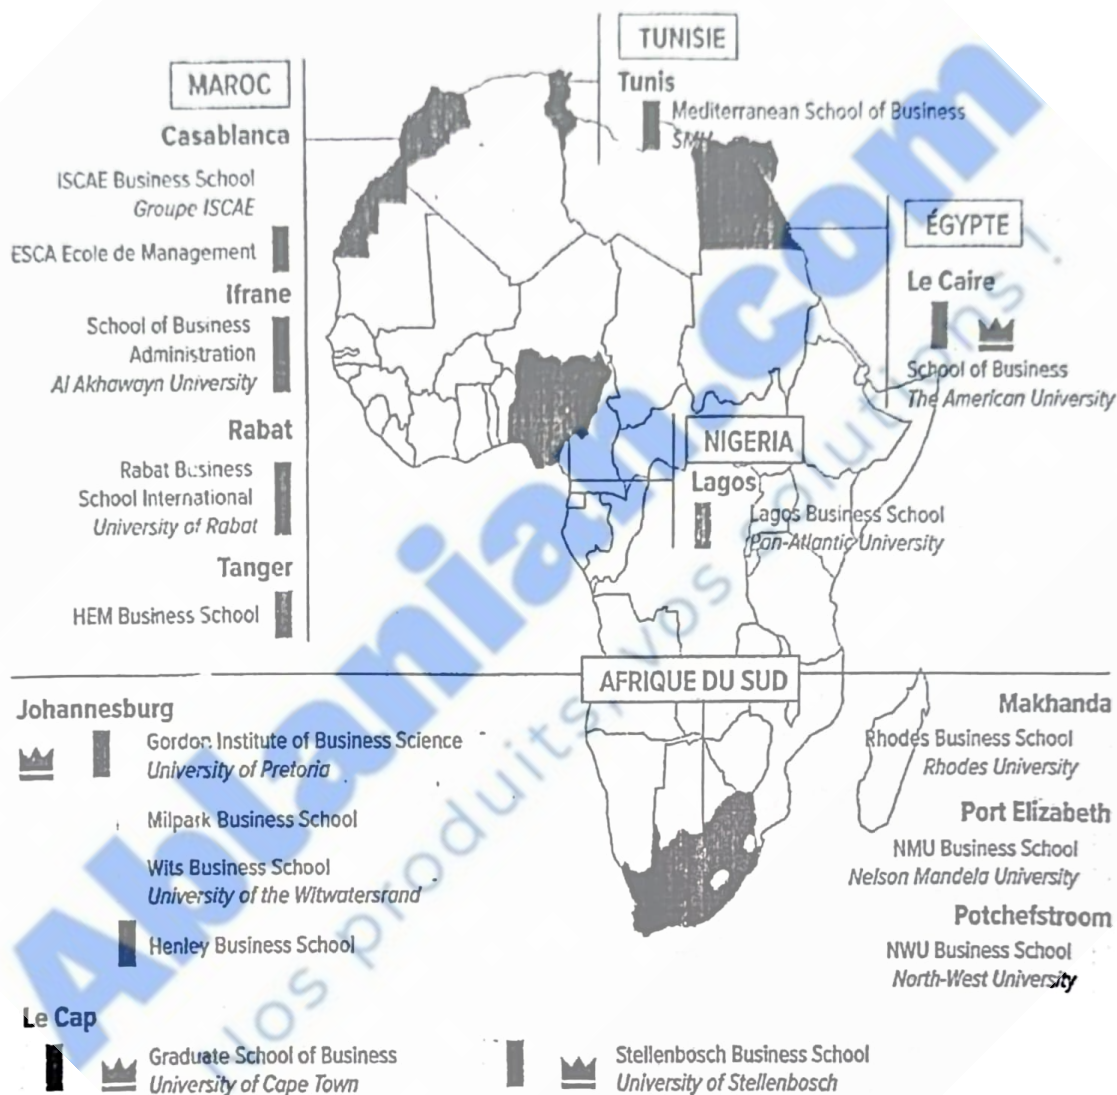 TUNISIE
Tunis
Mediterranean School of Business
SMU
MAROC
Casablanca
ISCAE Business School
Groupe ISCAE
ESCA Ecole de Management
Ifrane
School of Business
Administration
Al Akhawayn University
Rabat
Rabat Business
School International
University of Rabat
Tanger
HEM Business School
ÉGYPTE
Le Caire
School of Business
The American University
NIGERIA
Lagos
Lagos Business School
Pan-Atlantic University
AFRIQUE DU SUD
Johannesburg
Gordon Institute of Business Science
University of Pretoria
Milpark Business School
Wits Business School
University of the Witwatersrand
Henley Business School
Makhanda
Rhodes Business School
Rhodes University
Port Elizabeth
NMU Business School
Nelson Mandela University
Potchefstroom
NWU Business School
North-West University
Le Cap
Graduate School of Business
University of Cape Town
Stellenbosch Business School
University of Stellenbosch
Ablanian.com
Nos produits, vos solutions !